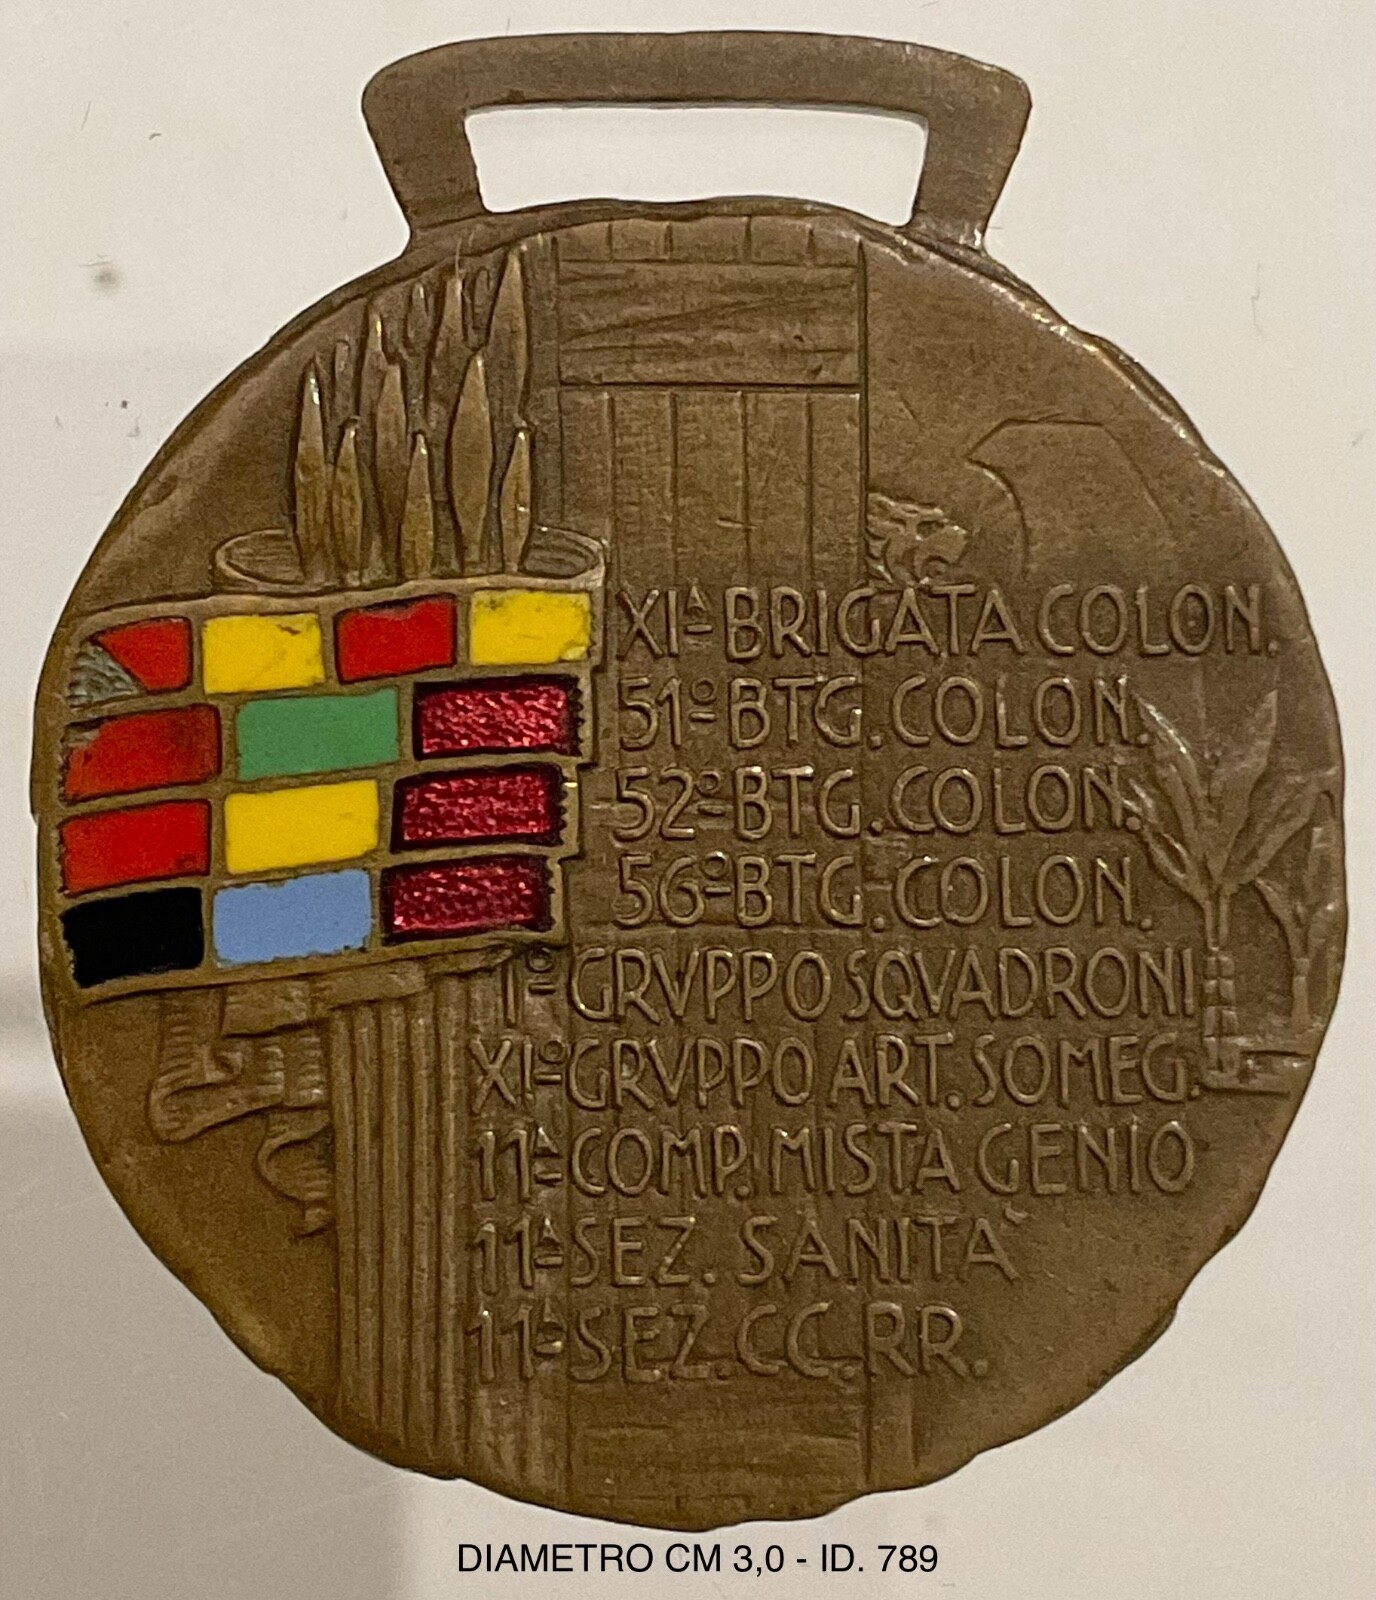 XIª BRIGATA COLON.
51º BTG. COLON.
52º BTG. COLON.
56º BTG. COLON.
1º GRVPPO SQVADRONI
XIº GRVPPO ART. SOMEG.
11ª COMP. MISTA GENIO
11ª SEZ. SANITA`
11ª SEZ. CC. RR.
DIAMETRO CM 3,0 - ID. 789